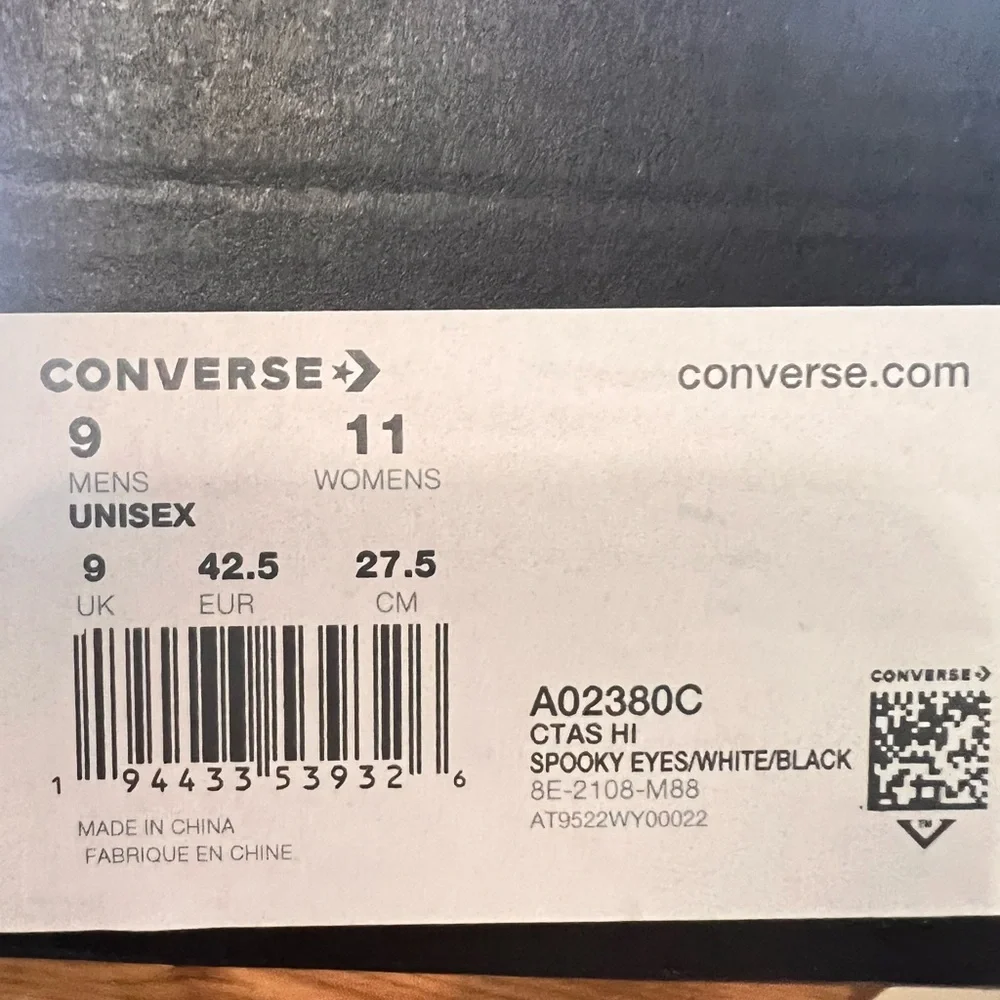 CONVERSE
converse.com
9 11
MENS WOMENS
UNISEX
9 42.5 27.5
UK EUR CM
1 94433 53932 6
MADE IN CHINA
FABRIQUE EN CHINE
A02380C
CTAS HI
SPOOKY EYES/WHITE/BLACK
8E-2108-M88
AT9522WY00022
CONVERSE
TM